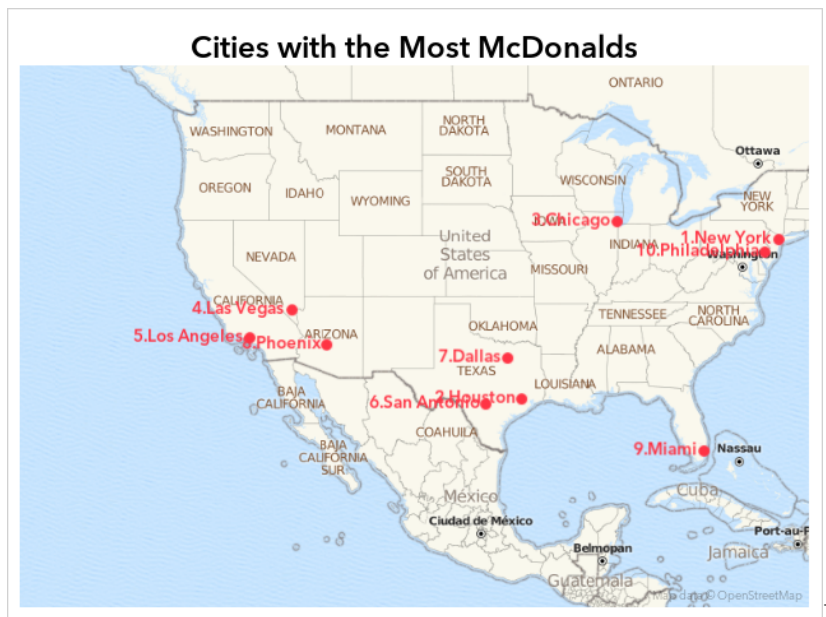 Cities with the Most McDonalds
ONTARIO
WASHINGTON
MONTANA
NORTH
DAKOTA
Ottawa
OREGON
IDAHO
WYOMING
SOUTH
DAKOTA
WISCONSIN
NEW
YORK
3.Chicago
IOWA
1.New York
United
States
of America
INDIANA
10.Philadelphia
Washington
NEVADA
MISSOURI
CALIFORNIA
4.Las Vegas
TENNESSEE
NORTH
CAROLINA
5.Los Angeles
8.Phoenix
ARIZONA
OKLAHOMA
ALABAMA
7.Dallas
TEXAS
LOUISIANA
BAJA
CALIFORNIA
6.San Antonio
2.Houston
COAHUILA
BAJA
CALIFORNIA
SUR
9.Miami
Nassau
México
Cuba
Ciudad de México
Port-au-P
Belmopan
Jamaica
Guatemala
Map data © OpenStreetMap